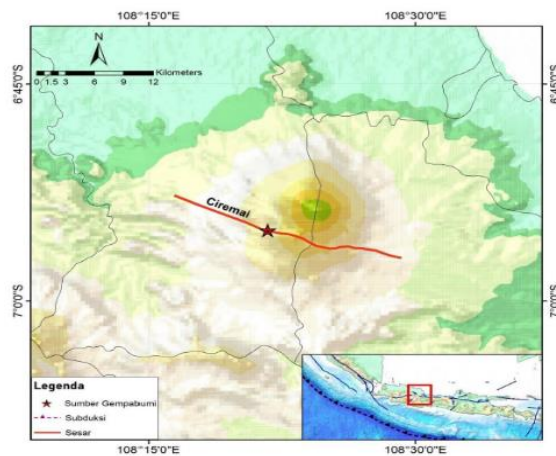 108°15'0"E
108°30'0"E
N
Kilometers
0 1.5 3 6 9 12
6°45'0"S
6°45'0"S
Ciremai
7°0'0"S
7°0'0"S
Legenda
Sumber Gempabumi
Subduksi
Sesar
108°15'0"E
108°30'0"E